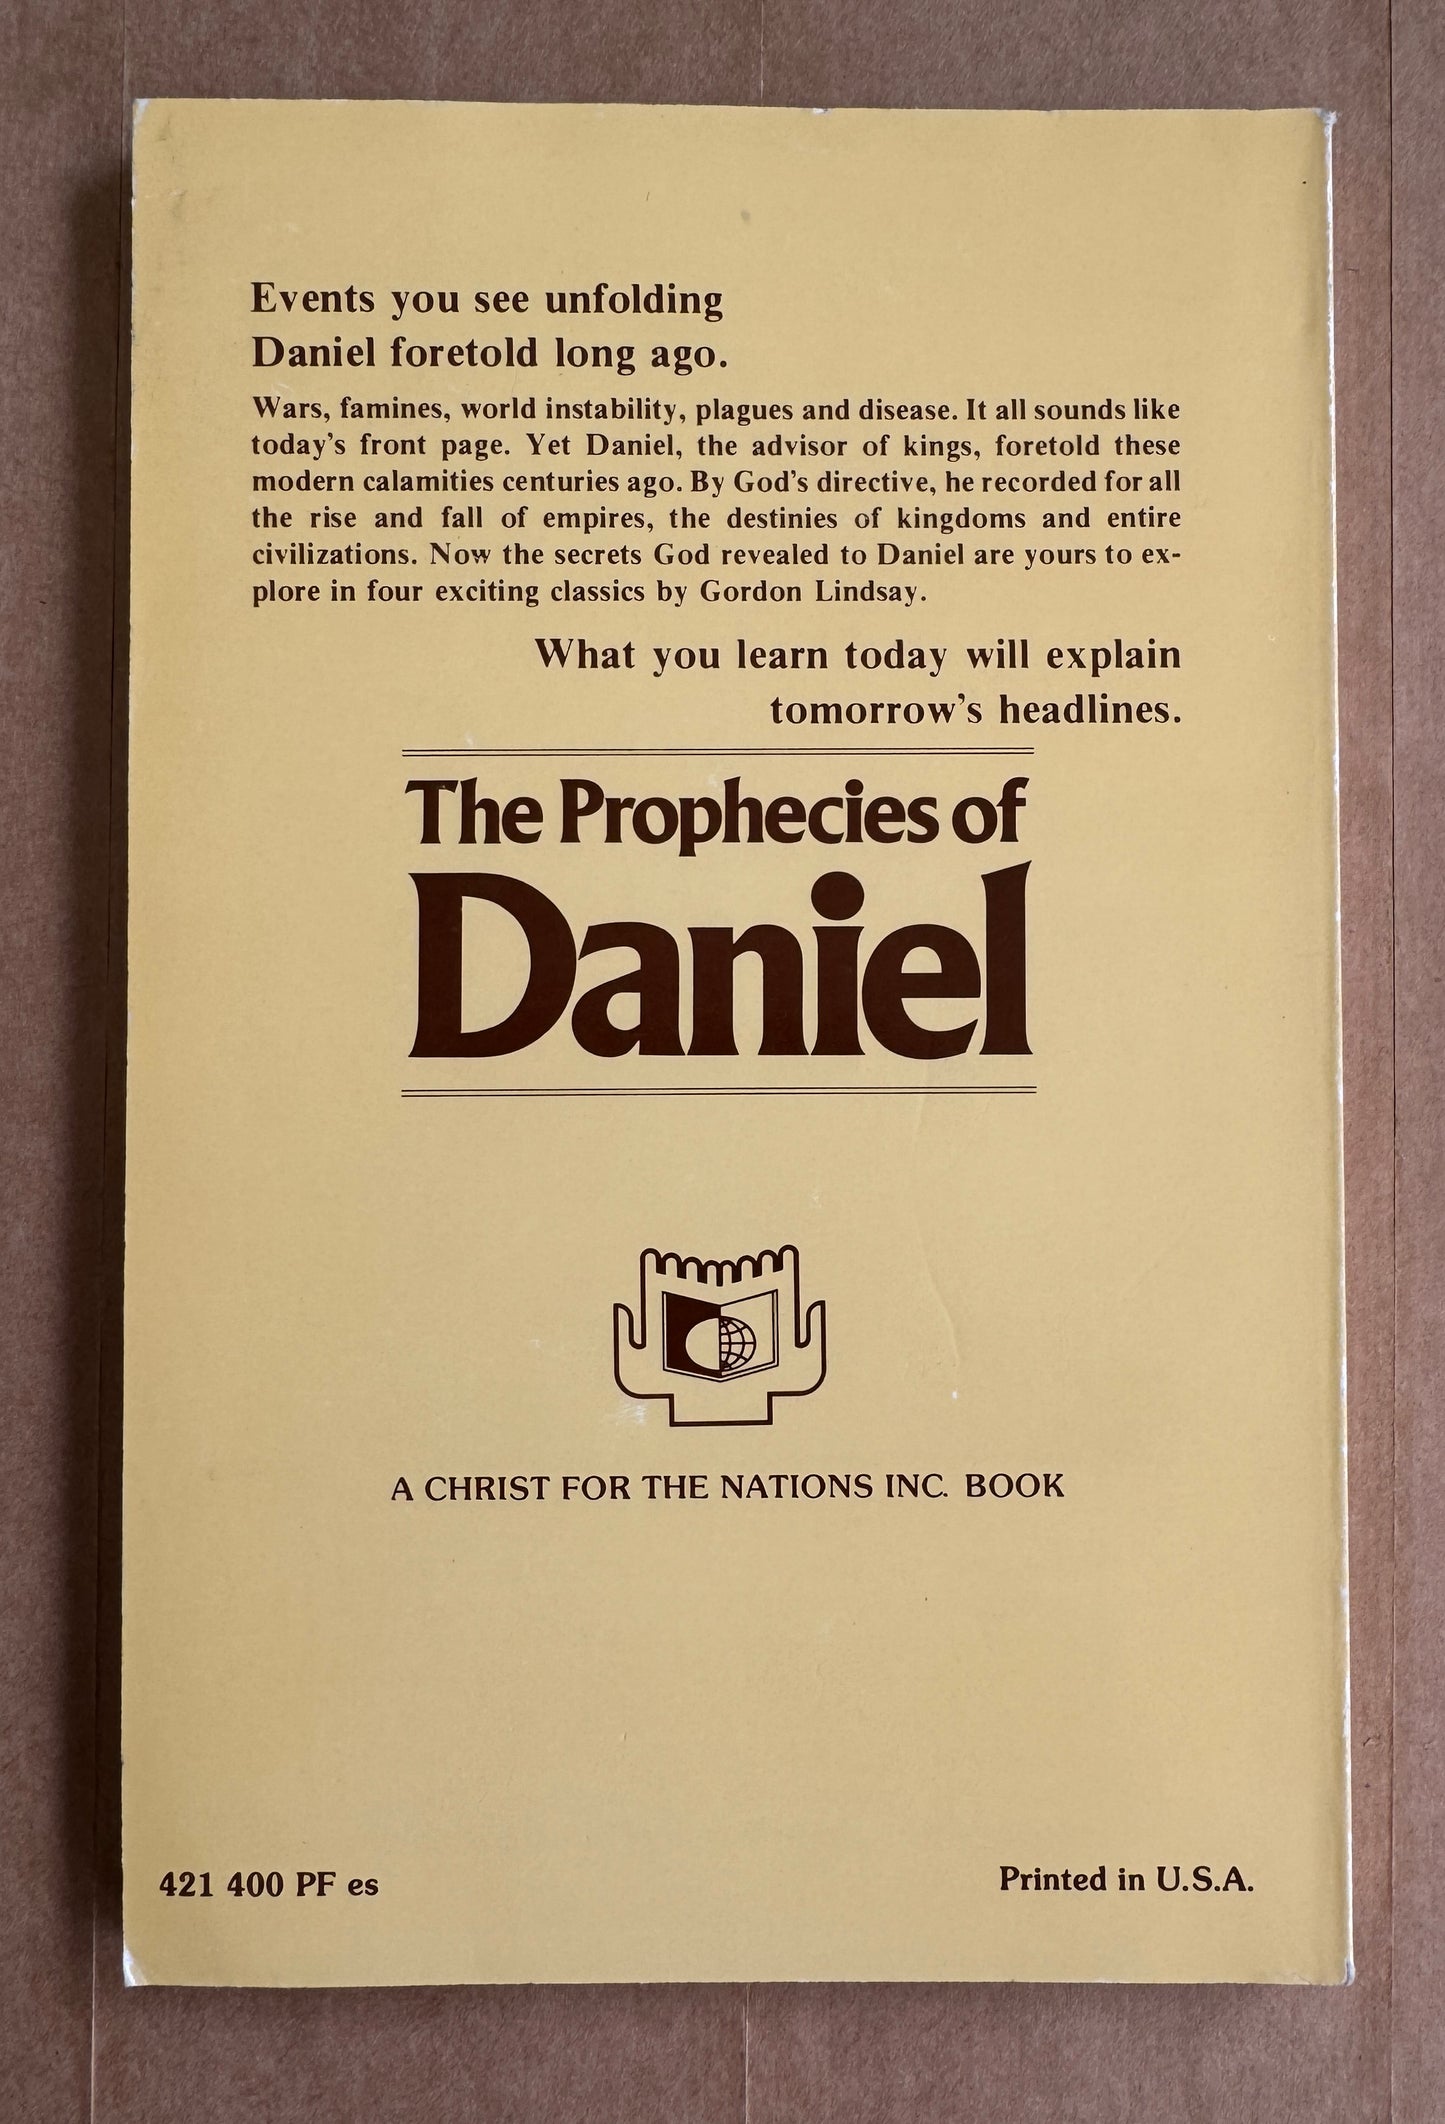 Events you see unfolding
Daniel foretold long ago.
Wars, famines, world instability, plagues and disease. It all sounds like
today's front page. Yet Daniel, the advisor of kings, foretold these
modern calamities centuries ago. By God's directive, he recorded for all
the rise and fall of empires, the destinies of kingdoms and entire
civilizations. Now the secrets God revealed to Daniel are yours to ex-
plore in four exciting classics by Gordon Lindsay.
What you learn today will explain
tomorrow's headlines.
The Prophecies of
Daniel
A CHRIST FOR THE NATIONS INC. BOOK
421 400 PF es
Printed in U.S.A.